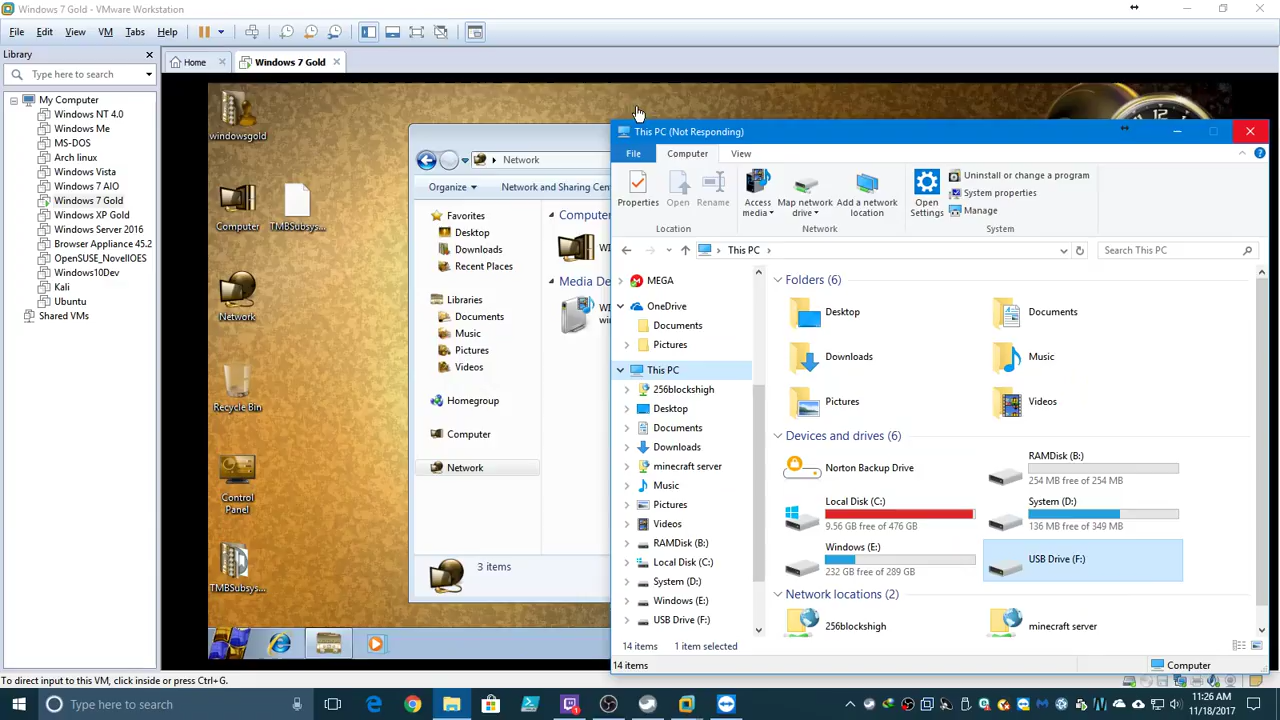 Windows 7 Gold - VMware Workstation
File Edit View VM Tabs Help
Library
Type here to search
Home
Windows 7 Gold
My Computer
Windows NT 4.0
Windows Me
MS-DOS
Arch linux
Windows Vista
Windows 7 AIO
Windows 7 Gold
Windows XP Gold
Windows Server 2016
Browser Appliance 45.2
OpenSUSE_NovellOES
Windows10Dev
Kali
Ubuntu
Shared VMs
windowsgold
Computer
TMBSubsys...
Network
Recycle Bin
Control
Panel
TMBSubsys...
Network
Organize
Network and Sharing Cen
Favorites
Desktop
Downloads
Recent Places
Libraries
Documents
Music
Pictures
Videos
Homegroup
Computer
Network
Compute
WI
Media De
WI
win
3 items
This PC (Not Responding)
File Computer View
Properties
Open
Rename
Access
media
Map network
drive
Add a network
location
Open
Settings
Uninstall or change a program
System properties
Manage
Location
Network
System
This PC
Search This PC
MEGA
OneDrive
Documents
Pictures
This PC
256blockshigh
Desktop
Documents
Downloads
minecraft server
Music
Pictures
Videos
RAMDisk (B:)
Local Disk (C:)
System (D:)
Windows (E:)
USB Drive (F:)
Folders (6)
Desktop
Documents
Downloads
Music
Pictures
Videos
Devices and drives (6)
Norton Backup Drive
RAMDisk (B:)
254 MB free of 254 MB
Local Disk (C:)
9.56 GB free of 476 GB
System (D:)
136 MB free of 349 MB
Windows (E:)
232 GB free of 289 GB
USB Drive (F:)
Network locations (2)
256blockshigh
minecraft server
14 items 1 item selected
14 items
Computer
To direct input to this VM, click inside or press Ctrl+G.
Type here to search
11:26 AM
11/18/2017